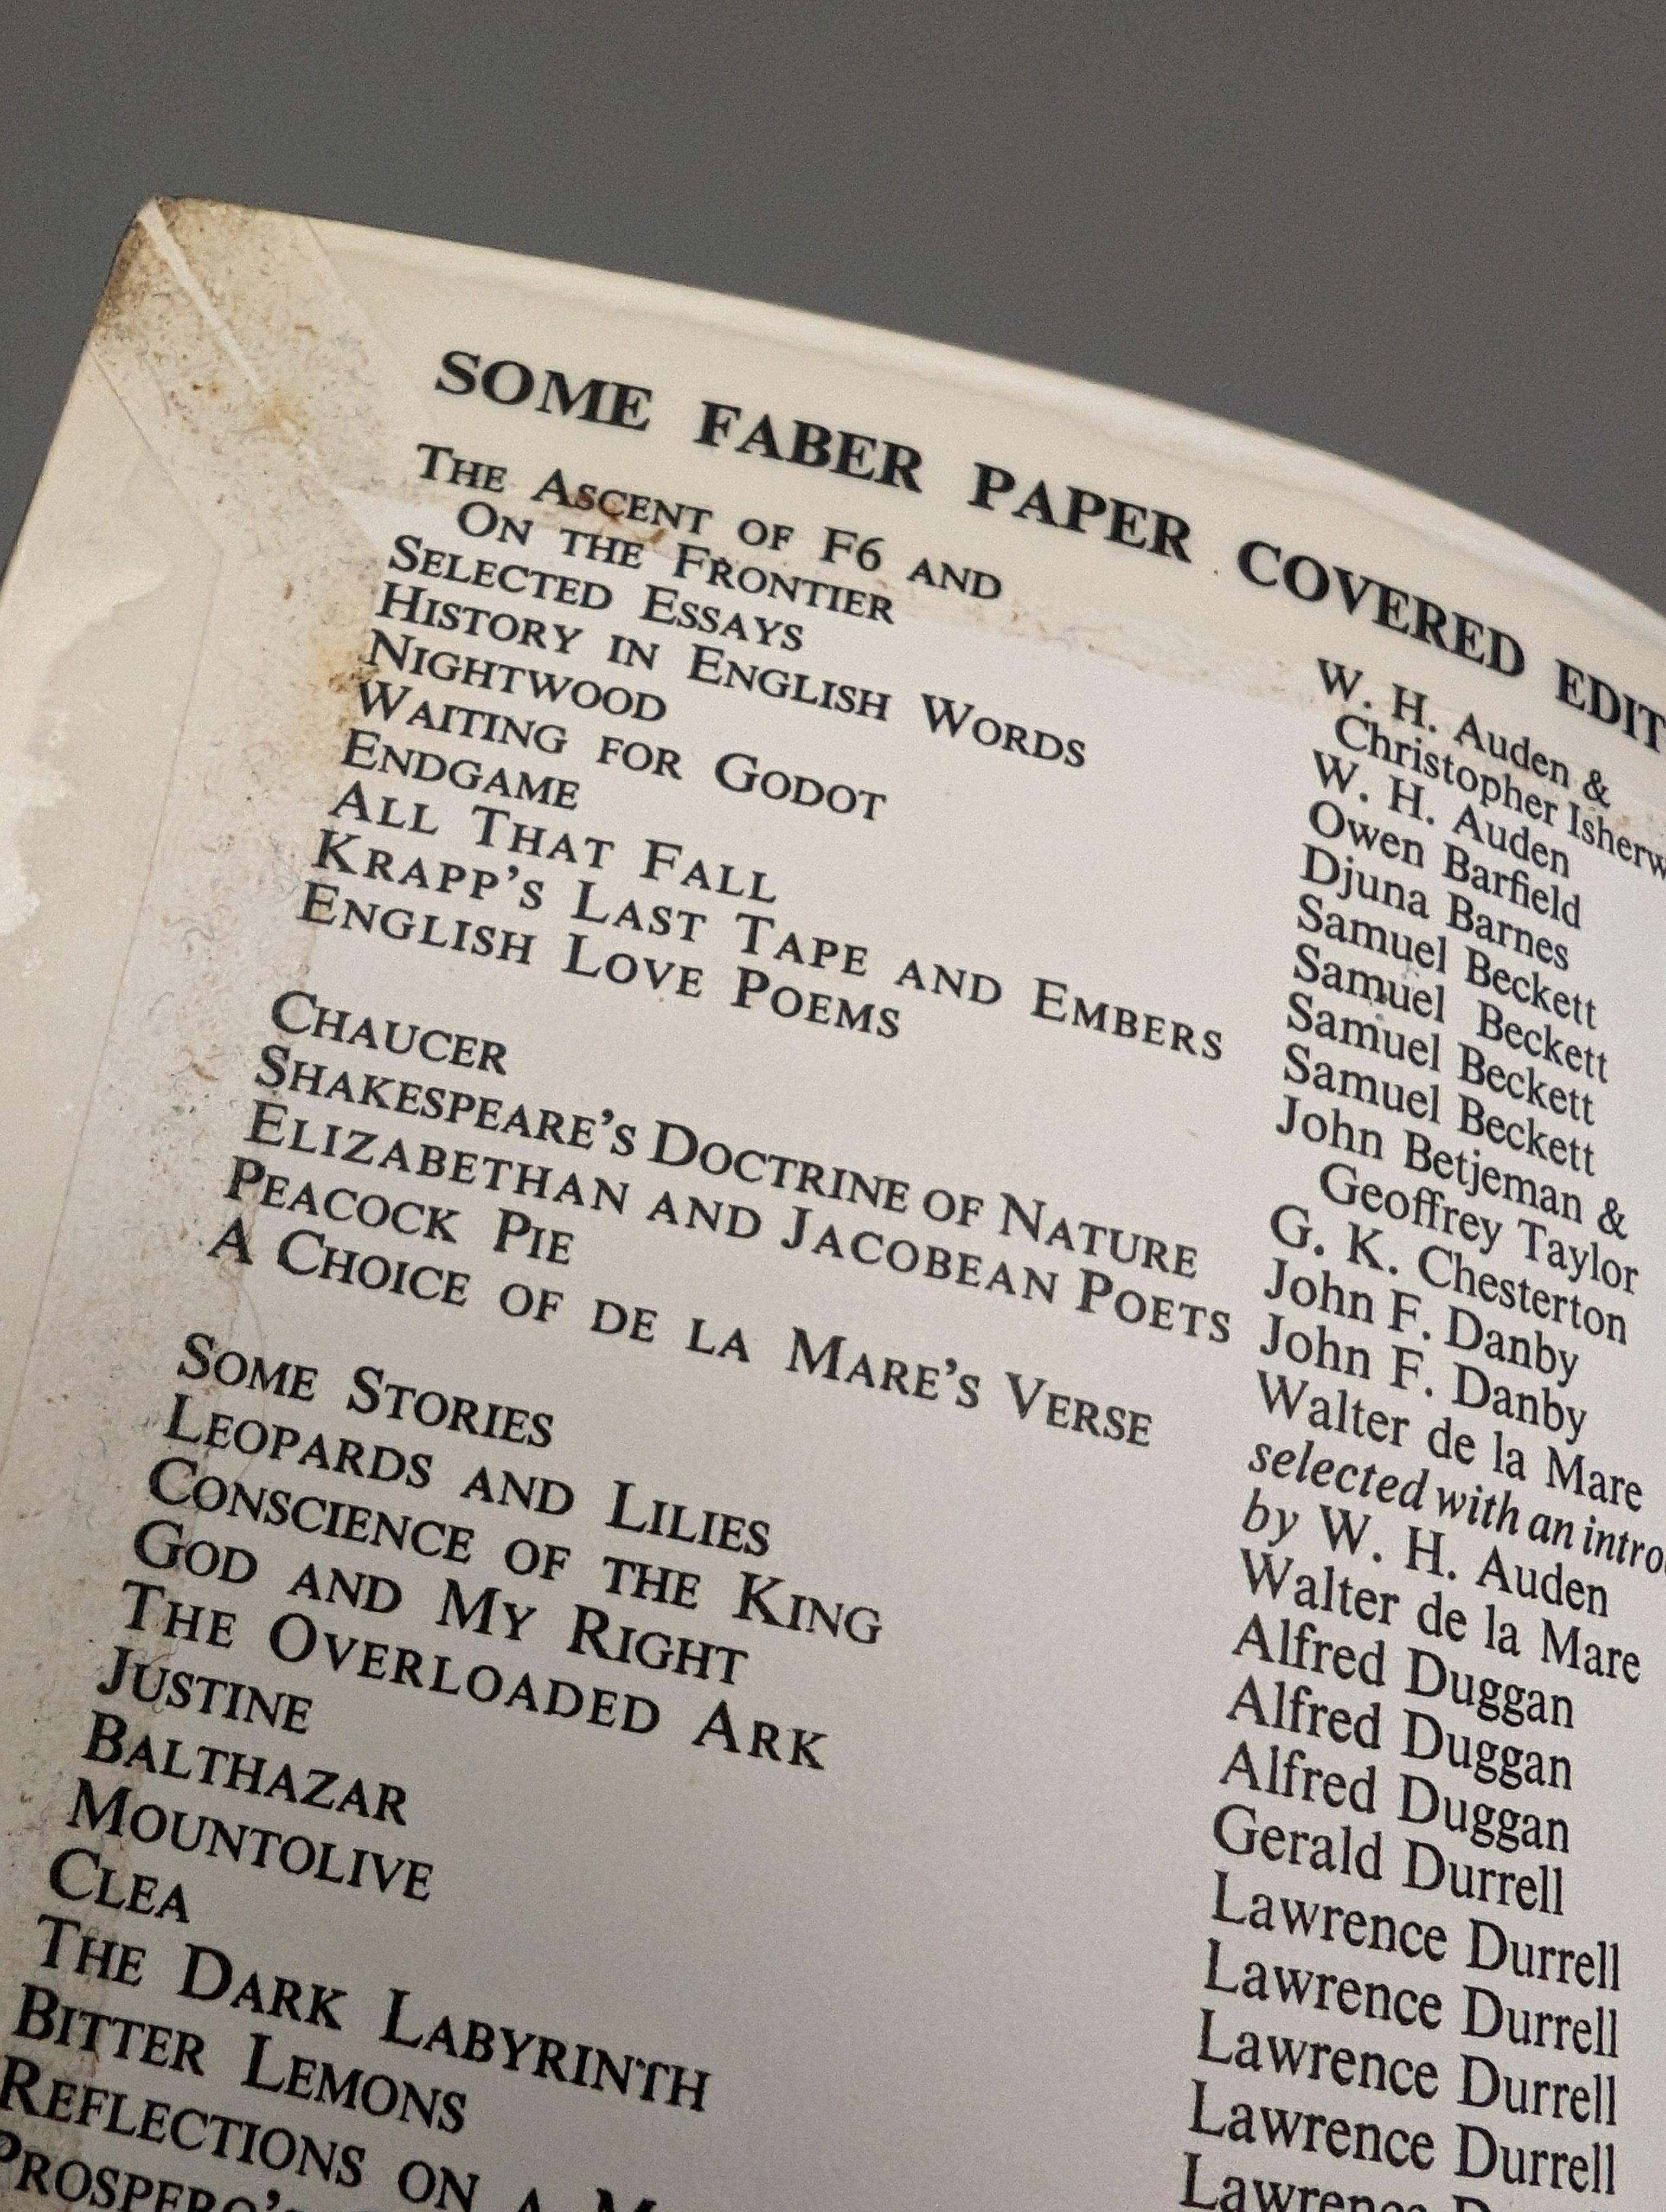 SOME FABER PAPER COVERED EDIT
THE ASCENT OF F6 AND W. H. Auden &
ON THE FRONTIER Christopher Isherw
SELECTED ESSAYS W. H. Auden
HISTORY IN ENGLISH WORDS Owen Barfield
NIGHTWOOD Djuna Barnes
WAITING FOR GODOT Samuel Beckett
ENDGAME Samuel Beckett
ALL THAT FALL Samuel Beckett
KRAPP'S LAST TAPE AND EMBERS Samuel Beckett
ENGLISH LOVE POEMS John Betjeman &
Geoffrey Taylor
CHAUCER G. K. Chesterton
SHAKESPEARE'S DOCTRINE OF NATURE John F. Danby
ELIZABETHAN AND JACOBEAN POETS John F. Danby
PEACOCK PIE Walter de la Mare
A CHOICE OF DE LA MARE'S VERSE selected with an intro
by W. H. Auden
SOME STORIES Walter de la Mare
LEOPARDS AND LILIES Alfred Duggan
CONSCIENCE OF THE KING Alfred Duggan
GOD AND MY RIGHT Alfred Duggan
THE OVERLOADED ARK Gerald Durrell
JUSTINE Lawrence Durrell
BALTHAZAR Lawrence Durrell
MOUNTOLIVE Lawrence Durrell
CLEA Lawrence Durrell
THE DARK LABYRINTH Lawrence
BITTER LEMONS
REFLECTIONS ON A
PROSPERO'S